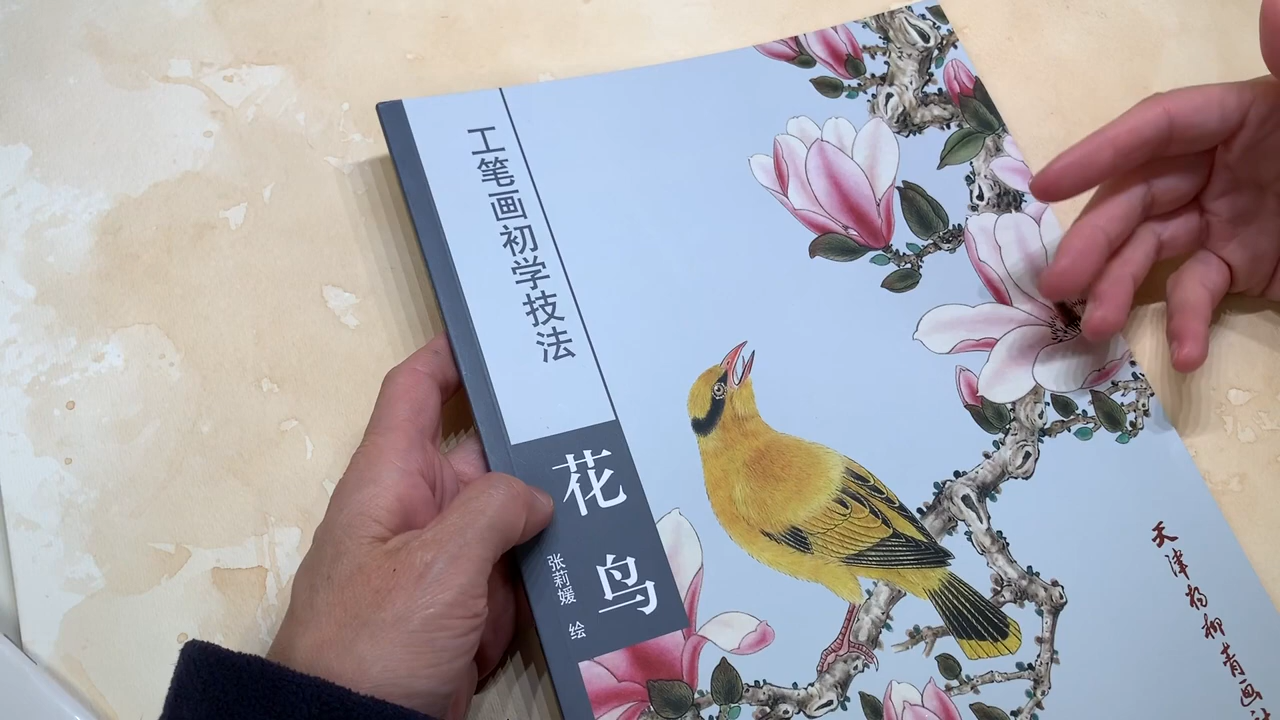 工笔画初学技法
花鸟
张莉媛 绘
天津杨柳青画社